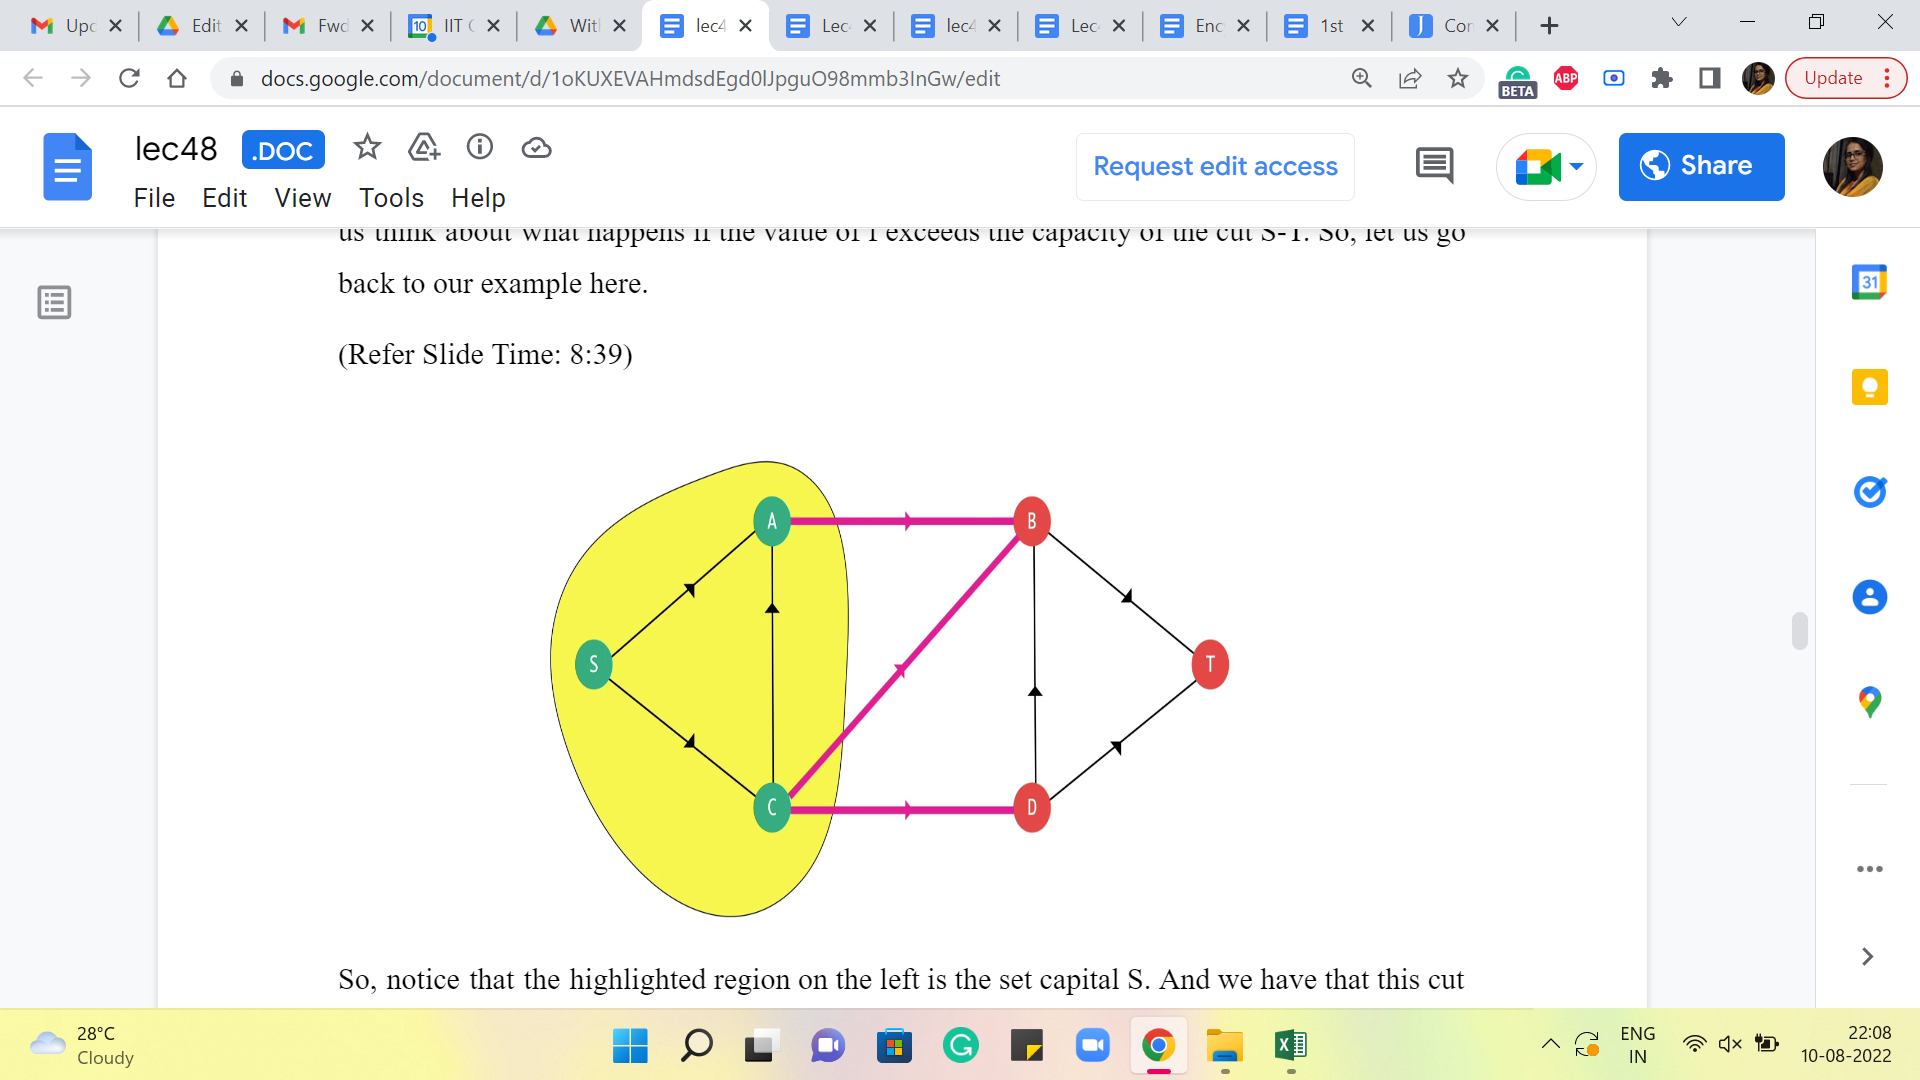 Upc
Edit
Fwd
10
IIT
Wit
lec4
Lec
lec4
Lec
Enc
1st
Con
docs.google.com/document/d/1oKUXEVAHmdsdEgd0lJpguO98mmb3InGw/edit
BETA
ABP
Update
lec48
.DOC
Request edit access
Share
File Edit View Tools Help
us think about what happens if the value of f exceeds the capacity of the cut S-T. So, let us go
back to our example here.
(Refer Slide Time: 8:39)
A
B
S
T
C
D
So, notice that the highlighted region on the left is the set capital S. And we have that this cut
31
28°C
Cloudy
ENG
IN
22:08
10-08-2022